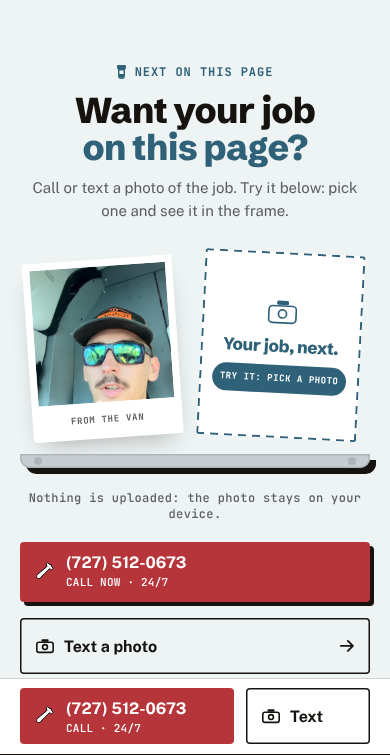 NEXT ON THIS PAGE
Want your job
on this page?
Call or text a photo of the job. Try it below: pick
one and see it in the frame.
FROM THE VAN
Your job, next.
TRY IT: PICK A PHOTO
Nothing is uploaded: the photo stays on your
device.
(727) 512-0673
CALL NOW · 24/7
Text a photo
(727) 512-0673
CALL · 24/7
Text